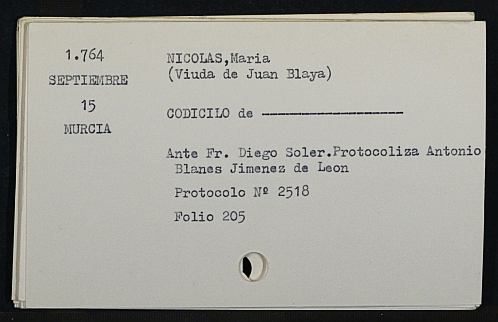 1.764
SEPTIEMBRE
15
MURCIA
NICOLAS,Maria
(Viuda de Juan Blaya)
CODICILO de --------------------
Ante Fr. Diego Soler.Protocoliza Antonio
Blanes Jimenez de Leon
Protocolo Nº 2518
Folio 205